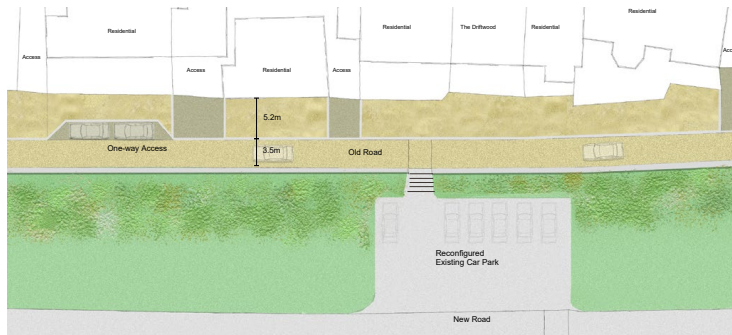 Residential
Residential
The Driftwood
Residential
Residential
Access
Access
Residential
Access
Acc
5.2m
One-way Access
3.5m
Old Road
Reconfigured
Existing Car Park
New Road